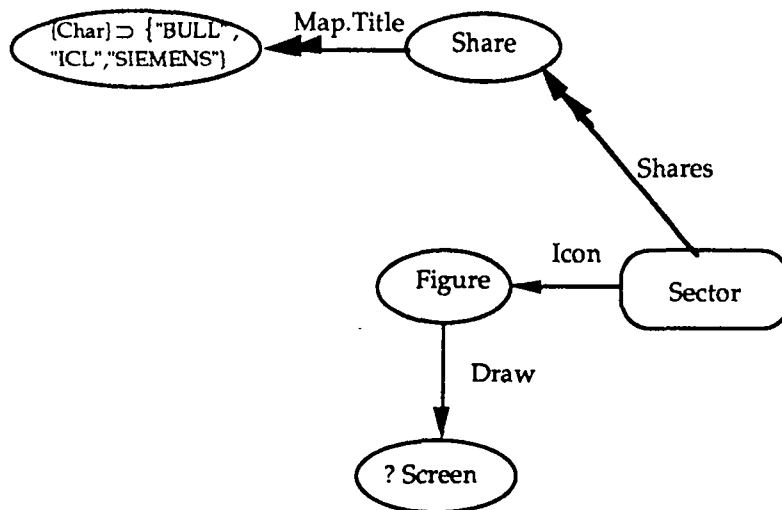 {Char} ⊃ {"BULL" ,
"ICL","SIEMENS"}
Map.Title
Share
Shares
Icon
Figure
Sector
Draw
? Screen